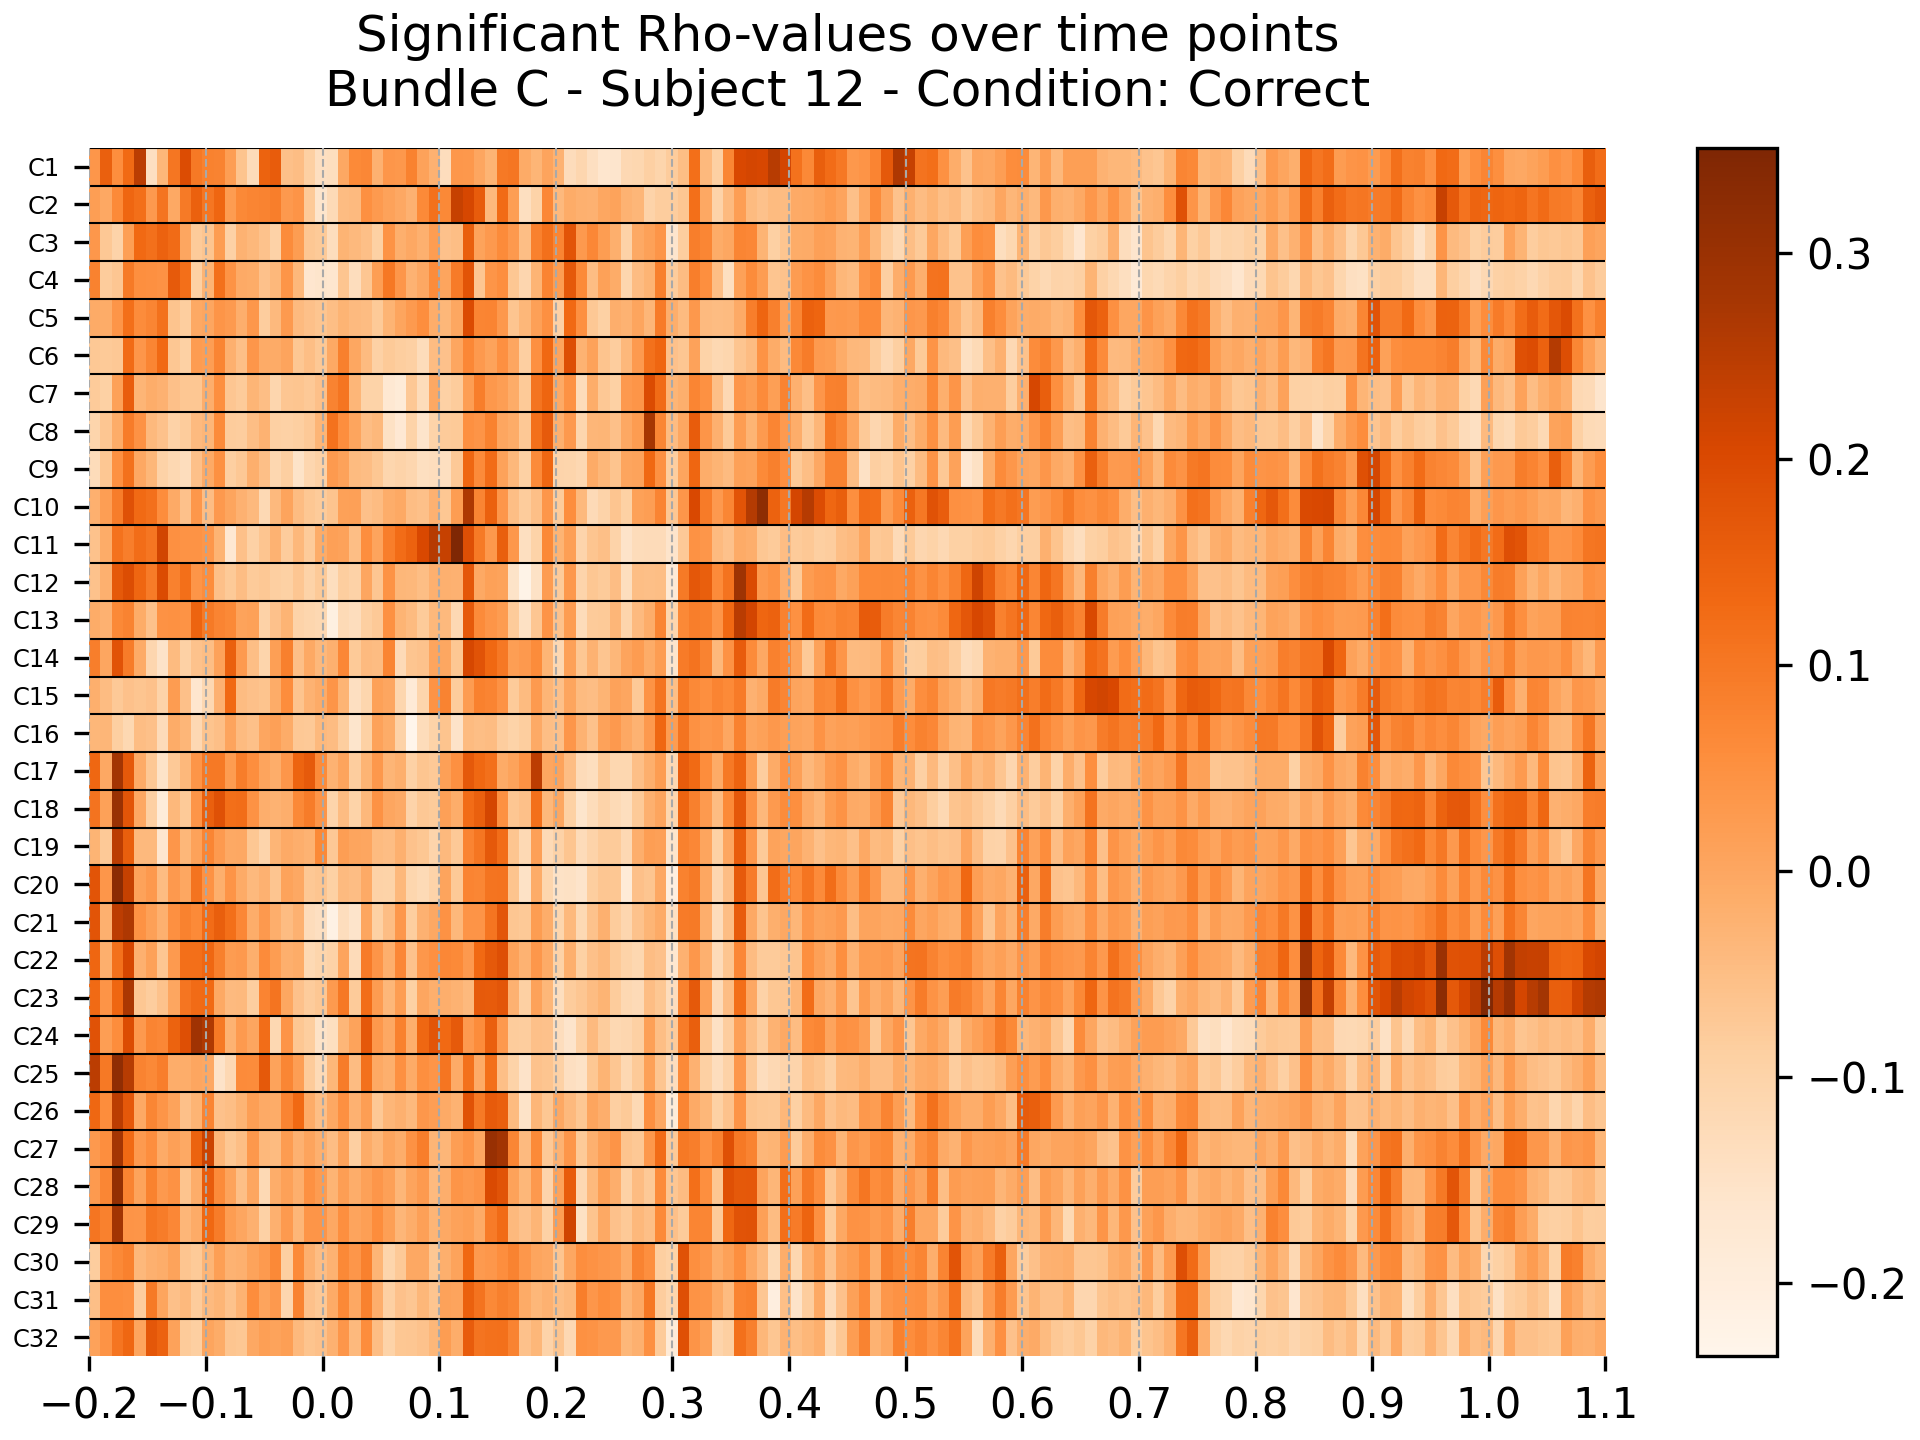 Significant Rho-values over time points
Bundle C - Subject 12 - Condition: Correct
C1
C2
C3
C4
C5
C6
C7
C8
C9
C10
C11
C12
C13
C14
C15
C16
C17
C18
C19
C20
C21
C22
C23
C24
C25
C26
C27
C28
C29
C30
C31
C32
−0.2 −0.1 0.0 0.1 0.2 0.3 0.4 0.5 0.6 0.7 0.8 0.9 1.0 1.1
0.3
0.2
0.1
0.0
−0.1
−0.2